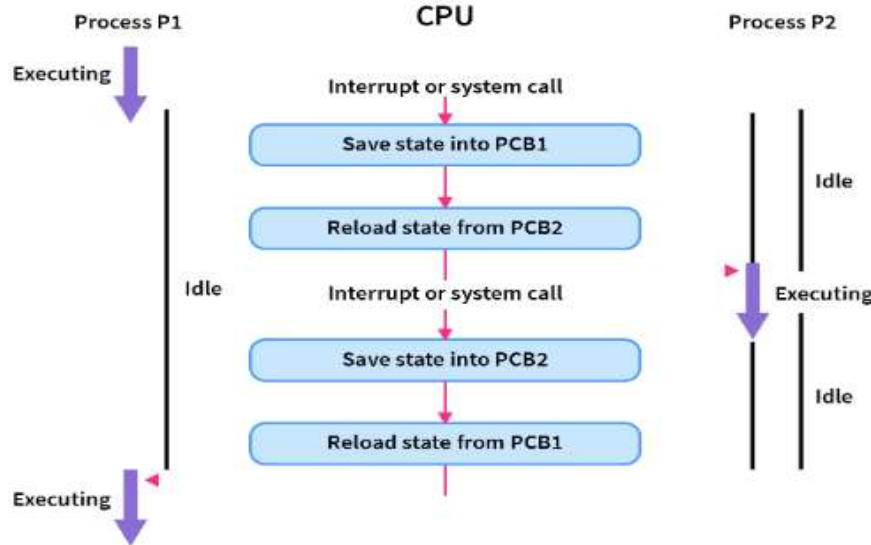 Process P1
CPU
Process P2
Executing
Interrupt or system call
Save state into PCB1
Idle
Reload state from PCB2
Idle
Interrupt or system call
Executing
Save state into PCB2
Idle
Reload state from PCB1
Executing